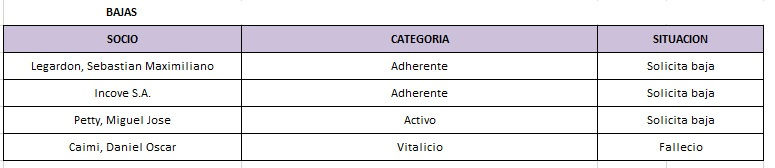 BAJAS
SOCIO CATEGORIA SITUACION
Legardon, Sebastian Maximiliano Adherente Solicita baja
Incove S.A. Adherente Solicita baja
Petty, Miguel Jose Activo Solicita baja
Caimi, Daniel Oscar Vitalicio Fallecio